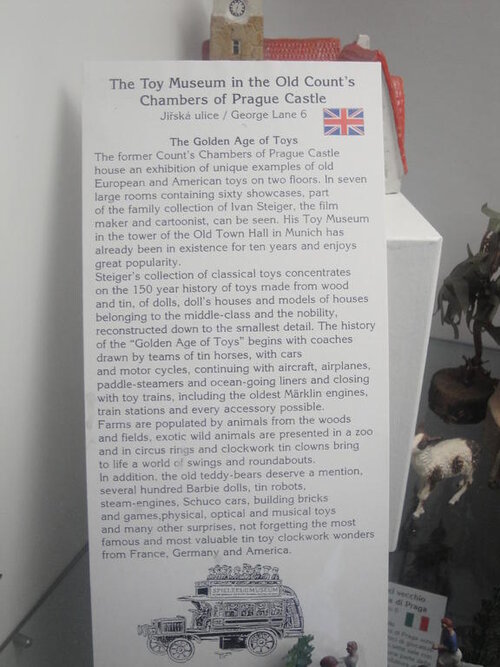 The Toy Museum in the Old Count's
Chambers of Prague Castle
Jiřská ulice / George Lane 6
The Golden Age of Toys
The former Count's Chambers of Prague Castle
house an exhibition of unique examples of old
European and American toys on two floors. In seven
large rooms containing sixty showcases, part
of the family collection of Ivan Steiger, the film
maker and cartoonist, can be seen. His Toy Museum
in the tower of the Old Town Hall in Munich has
already been in existence for ten years and enjoys
great popularity.
Steiger's collection of classical toys concentrates
on the 150 year history of toys made from wood
and tin, of dolls, doll's houses and models of houses
belonging to the middle-class and the nobility,
reconstructed down to the smallest detail. The history
of the "Golden Age of Toys" begins with coaches
drawn by teams of tin horses, with cars
and motor cycles, continuing with aircraft, airplanes,
paddle-steamers and ocean-going liners and closing
with toy trains, including the oldest Märklin engines,
train stations and every accessory possible.
Farms are populated by animals from the woods
and fields, exotic wild animals are presented in a zoo
and in circus rings and clockwork tin clowns bring
to life a world of swings and roundabouts.
In addition, the old teddy-bears deserve a mention,
several hundred Barbie dolls, tin robots,
steam-engines, Schuco cars, building bricks
and games,physical, optical and musical toys
and many other surprises, not forgetting the most
famous and most valuable tin toy clockwork wonders
from France, Germany and America.
SPIELZEUGMUSEUM
vecchio
di Praga
6